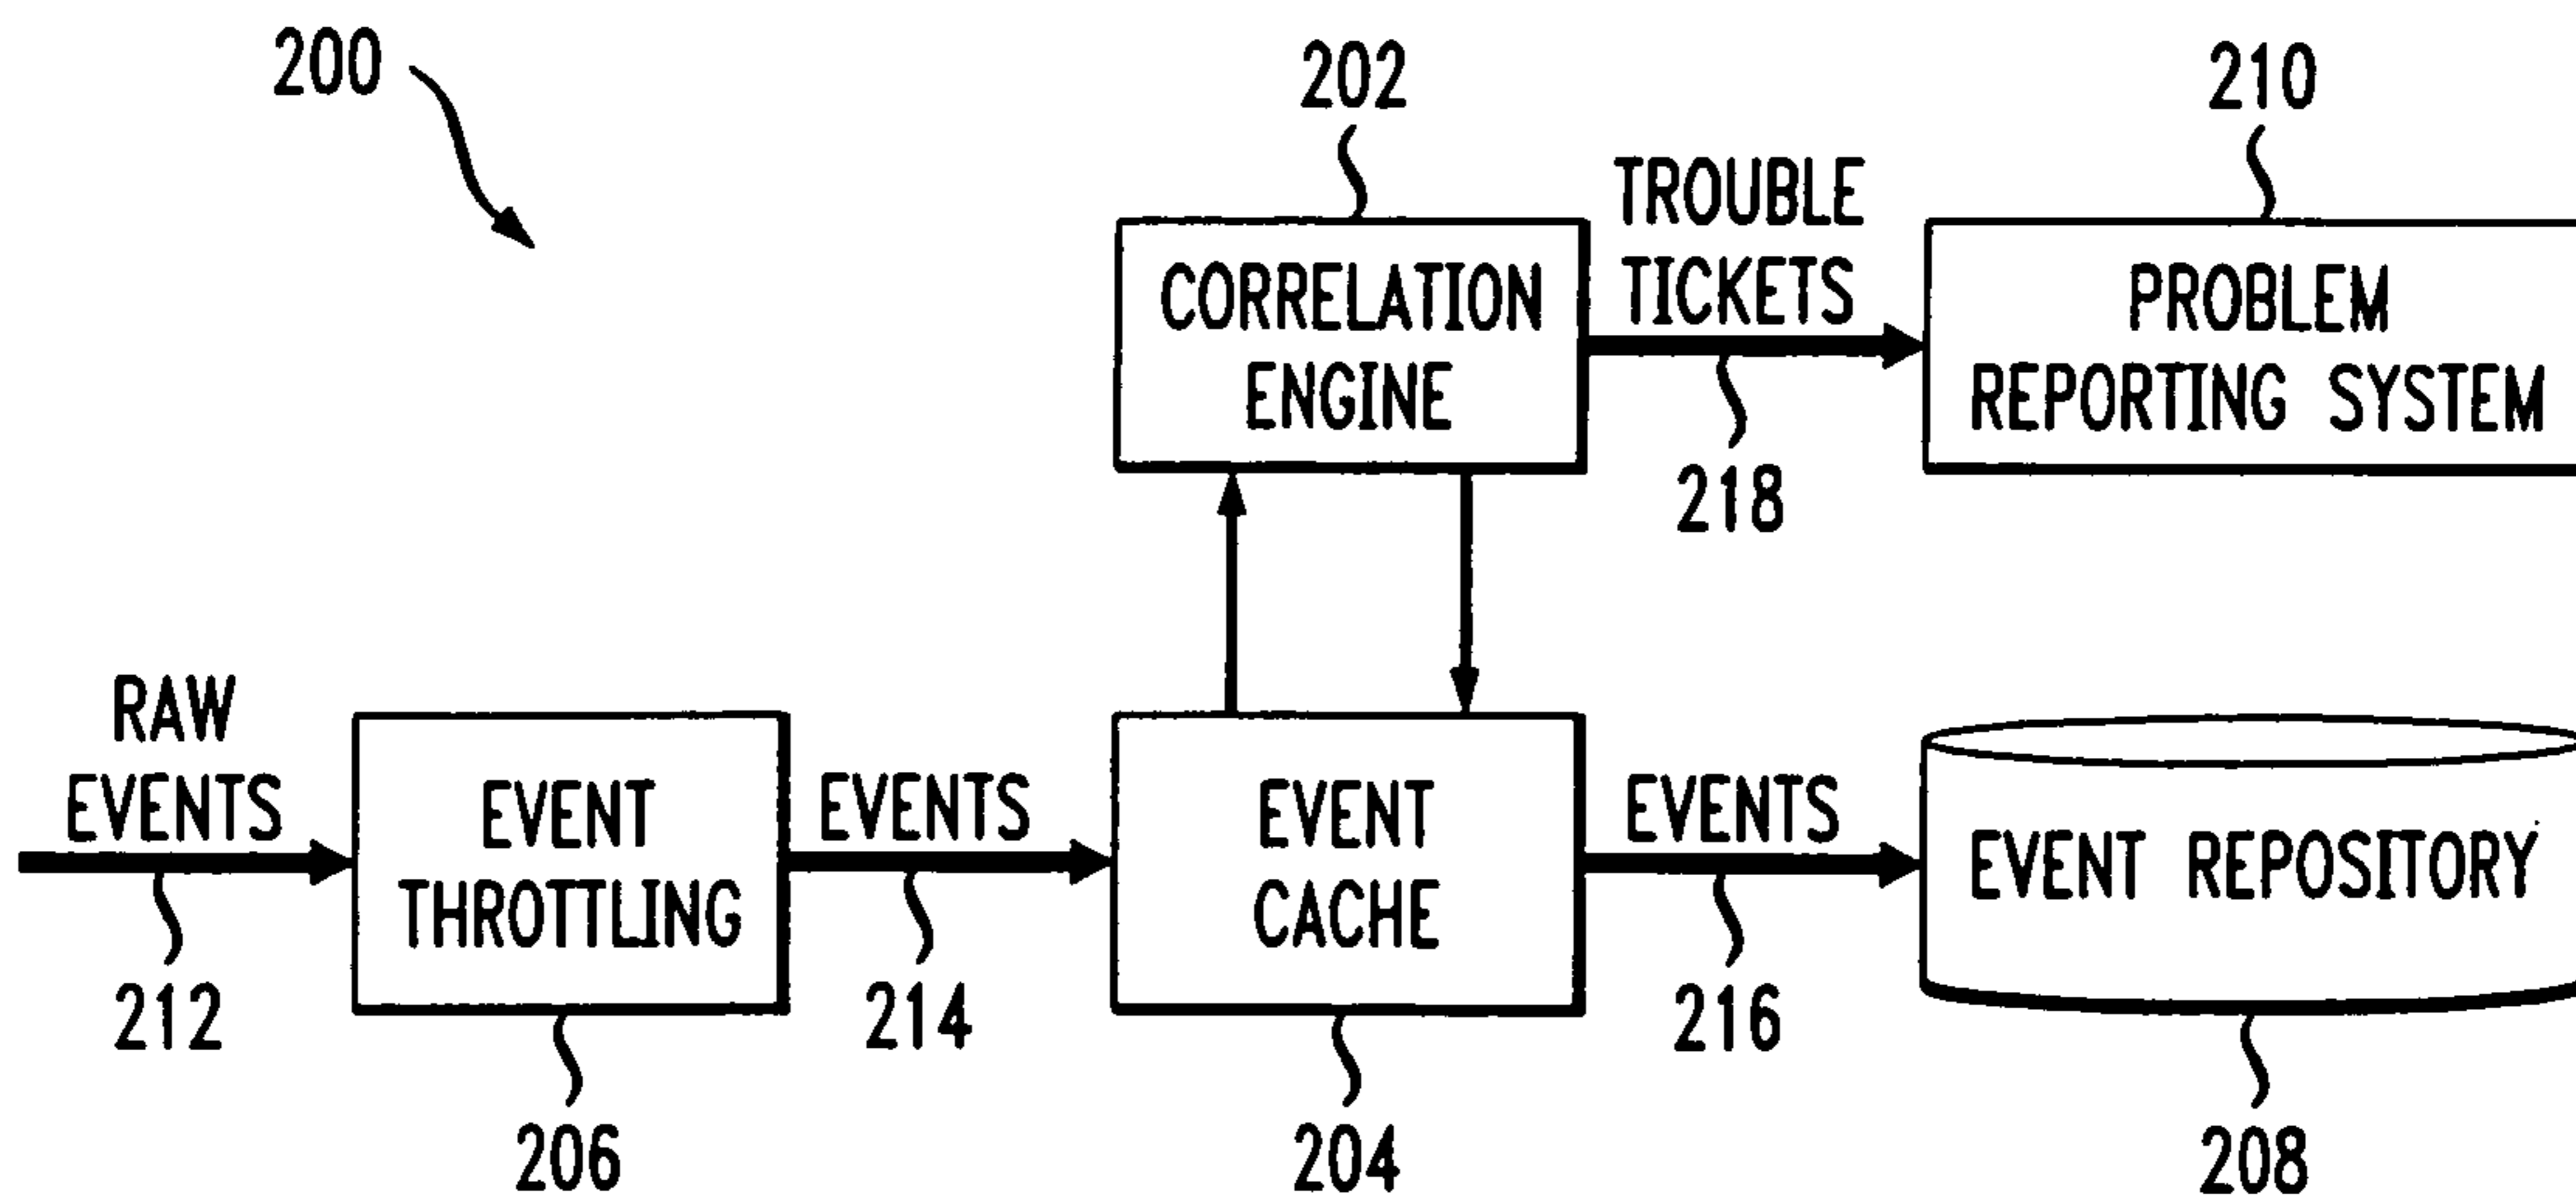 200
202
210
TROUBLE
TICKETS
CORRELATION
ENGINE
PROBLEM
REPORTING SYSTEM
218
RAW
EVENTS
EVENT
THROTTLING
EVENTS
EVENT
CACHE
EVENTS
EVENT REPOSITORY
212
214
216
206
204
208